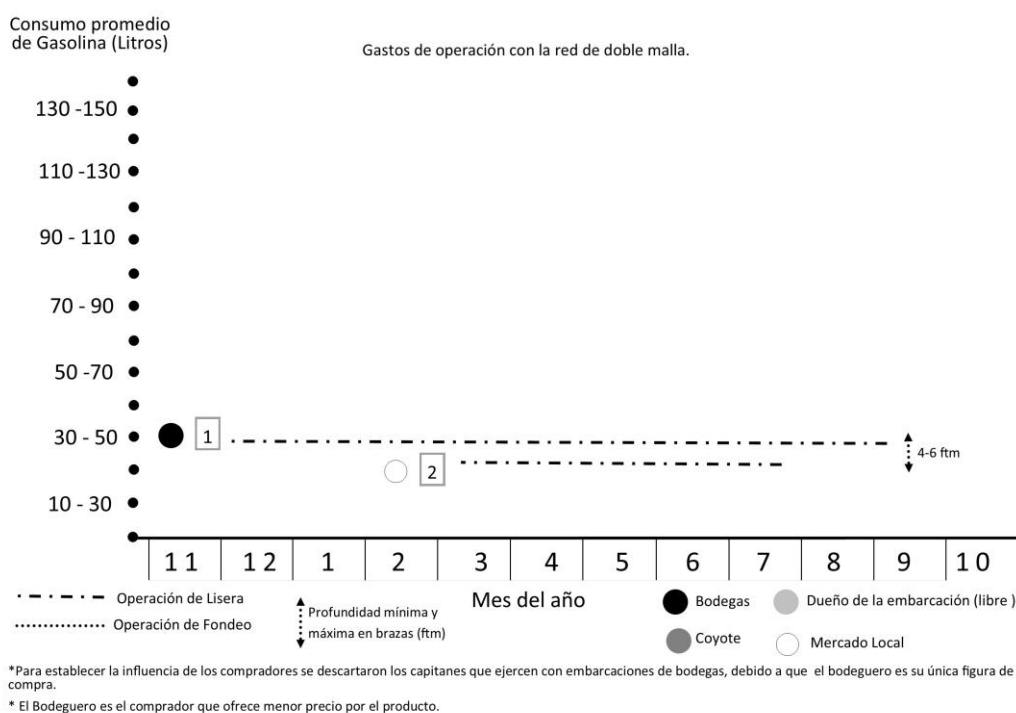 Consumo promedio
de Gasolina (Litros)
Gastos de operación con la red de doble malla.
130 -150
110 -130
90 - 110
70 - 90
50 -70
30 - 50
1
4-6 ftm
2
10 - 30
11 12 1 2 3 4 5 6 7 8 9 10
Mes del año
Operación de Lisera
Operación de Fondeo
Profundidad mínima y
máxima en brazas (ftm)
Bodegas
Dueño de la embarcación (libre )
Coyote
Mercado Local
*Para establecer la influencia de los compradores se descartaron los capitanes que ejercen con embarcaciones de bodegas, debido a que el bodeguero es su única figura de
compra.
* El Bodeguero es el comprador que ofrece menor precio por el producto.